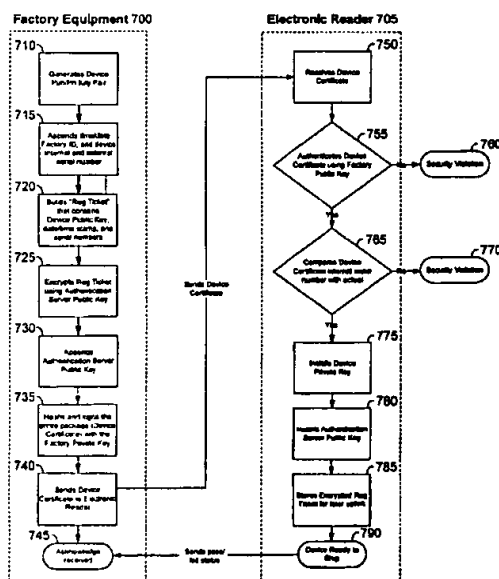 Factory Equipment 700
710
Generates Device
Pub/Pri Key Pair
715
Appends
Factory ID, and device
internal and external
serial number
720
Builds "Reg Ticket"
that contains
Device Public Key,
date/time stamp, and
serial numbers
725
Encrypts Reg Ticket
using Authentication
Server Public Key
730
Appends
Authentication Server
Public Key
735
Hashs and signs the
entire package (Device
Certificate) with the
Factory Private Key
740
Sends Device
Certificate to Electronic
Reader
745
Acknowledge
received
Sends Device
Certificate
Sends pass/
fail status
Electronic Reader 705
750
Receives Device
Certificate
755
Authenticates Device
Certificate using Factory
Public Key
No
760
Security Violation
Yes
765
Compares Device
Certificate internal serial
number with actual
No
770
Security Violation
Yes
775
Installs Device
Private Key
780
Installs Authentication
Server Public Key
785
Stores Encrypted Reg
Ticket for later
790
Device Ready to
Ship